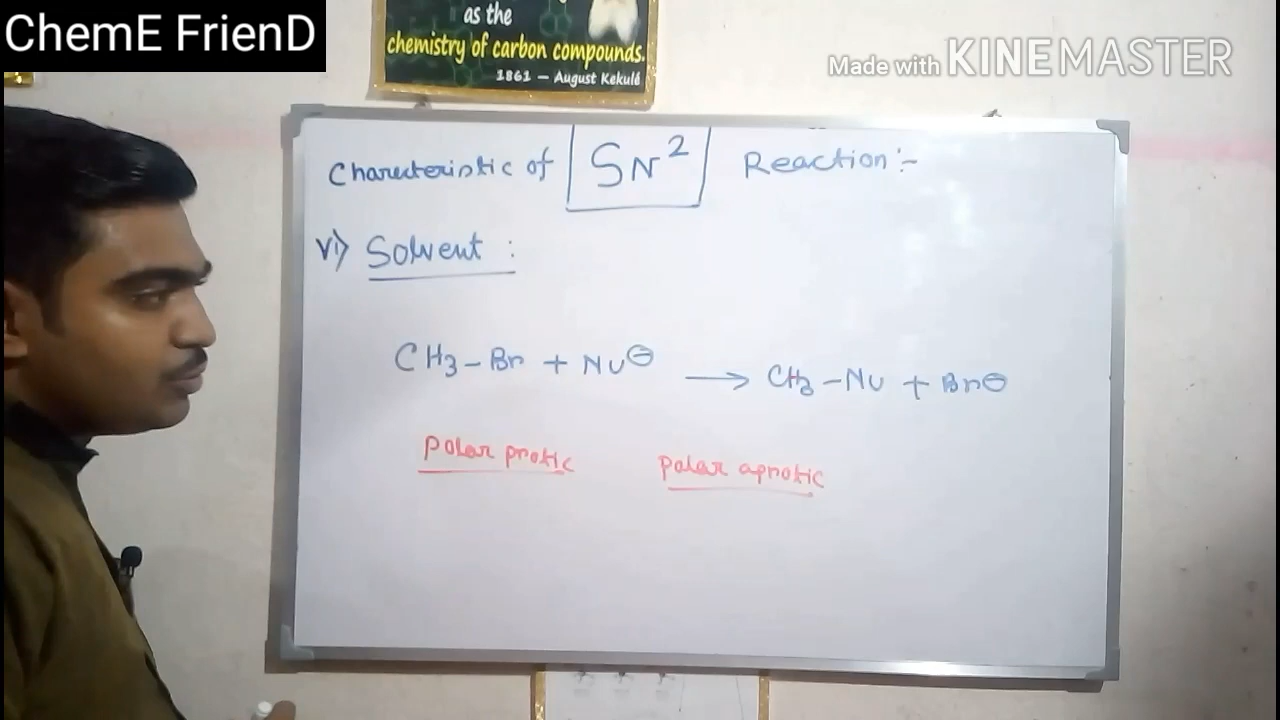 ChemE FrienD
as the
chemistry of carbon compounds.
1861 — August Kekulé
Made with KINEMASTER
Charecteristic of SN² Reaction:-
vi) Solvent :
CH₃-Br + Nu⊖ → CH₃-Nu + Br⊖
Polar protic
Polar aprotic